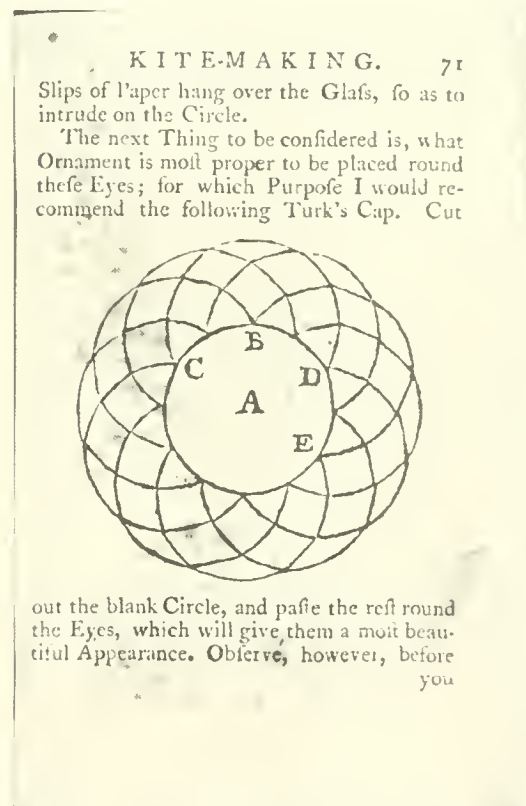 KITE-MAKING. 71
Slips of Paper hang over the Glaſs, ſo as to
intrude on the Circle.
The next Thing to be conſidered is, what
Ornament is moſt proper to be placed round
theſe Eyes; for which Purpoſe I would re-
commend the following Turk's Cap. Cut
B
C
D
A
E
out the blank Circle, and paſte the reſt round
the Eyes, which will give them a moſt beau-
tiful Appearance. Obſerve, however, before
you